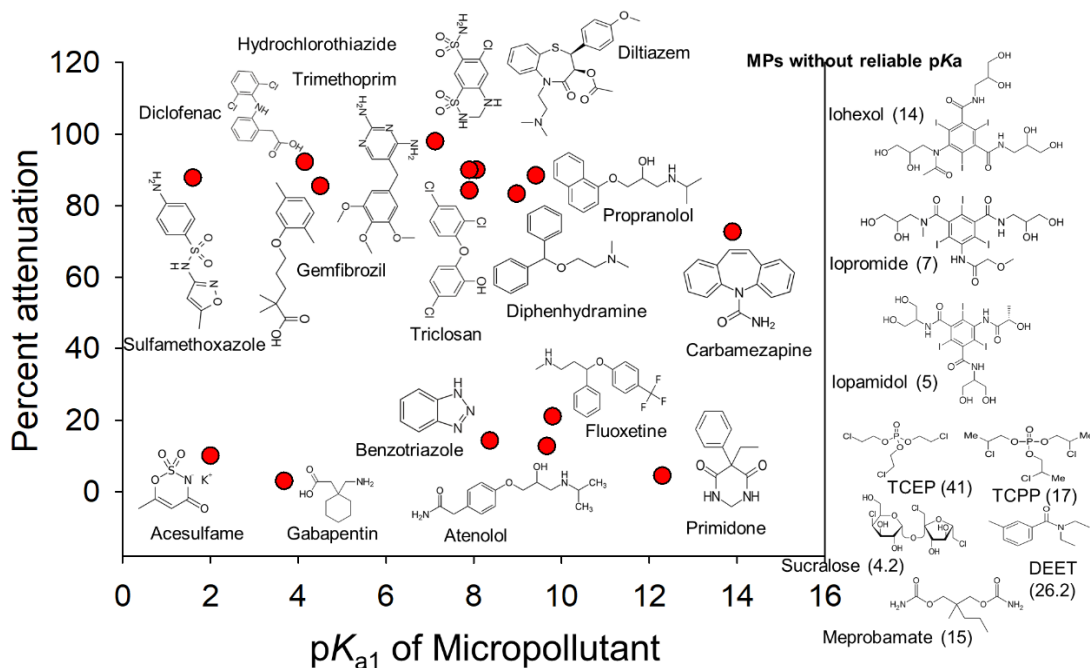 Percent attenuation
120
100
80
60
40
20
0
0
2
4
6
8
10
12
14
16
pKa1 of Micropollutant
Hydrochlorothiazide
Trimethoprim
Diclofenac
Diltiazem
Propranolol
Gemfibrozil
Triclosan
Diphenhydramine
Sulfamethoxazole
Carbamezapine
Benzotriazole
Fluoxetine
Acesulfame
Gabapentin
Atenolol
Primidone
MPs without reliable pKa
Iohexol (14)
Iopromide (7)
Iopamidol (5)
TCEP (41)
TCPP (17)
Sucralose (4.2)
DEET
(26.2)
Meprobamate (15)